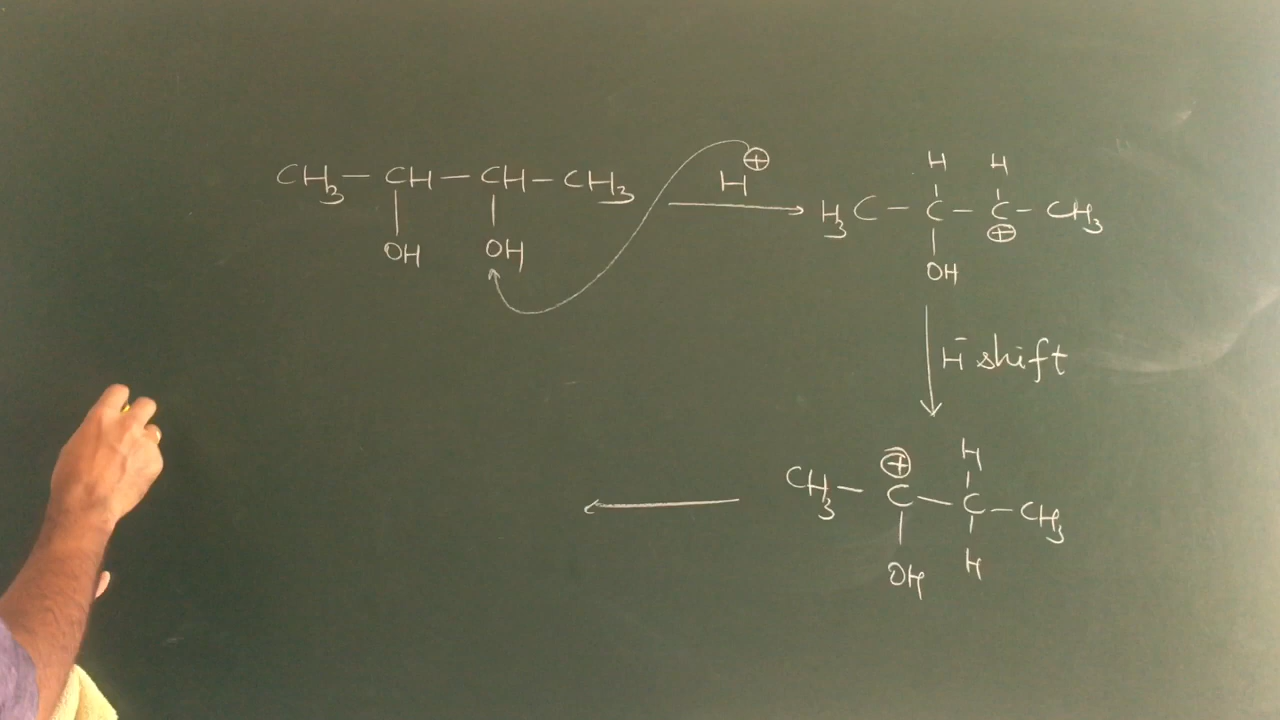 CH3 — CH — CH — CH3
OH OH
H⊕
H H
H3C — C — C — CH3
⊕
OH
H⁻ shift
⊕ H
CH3 — C — C — CH3
OH H